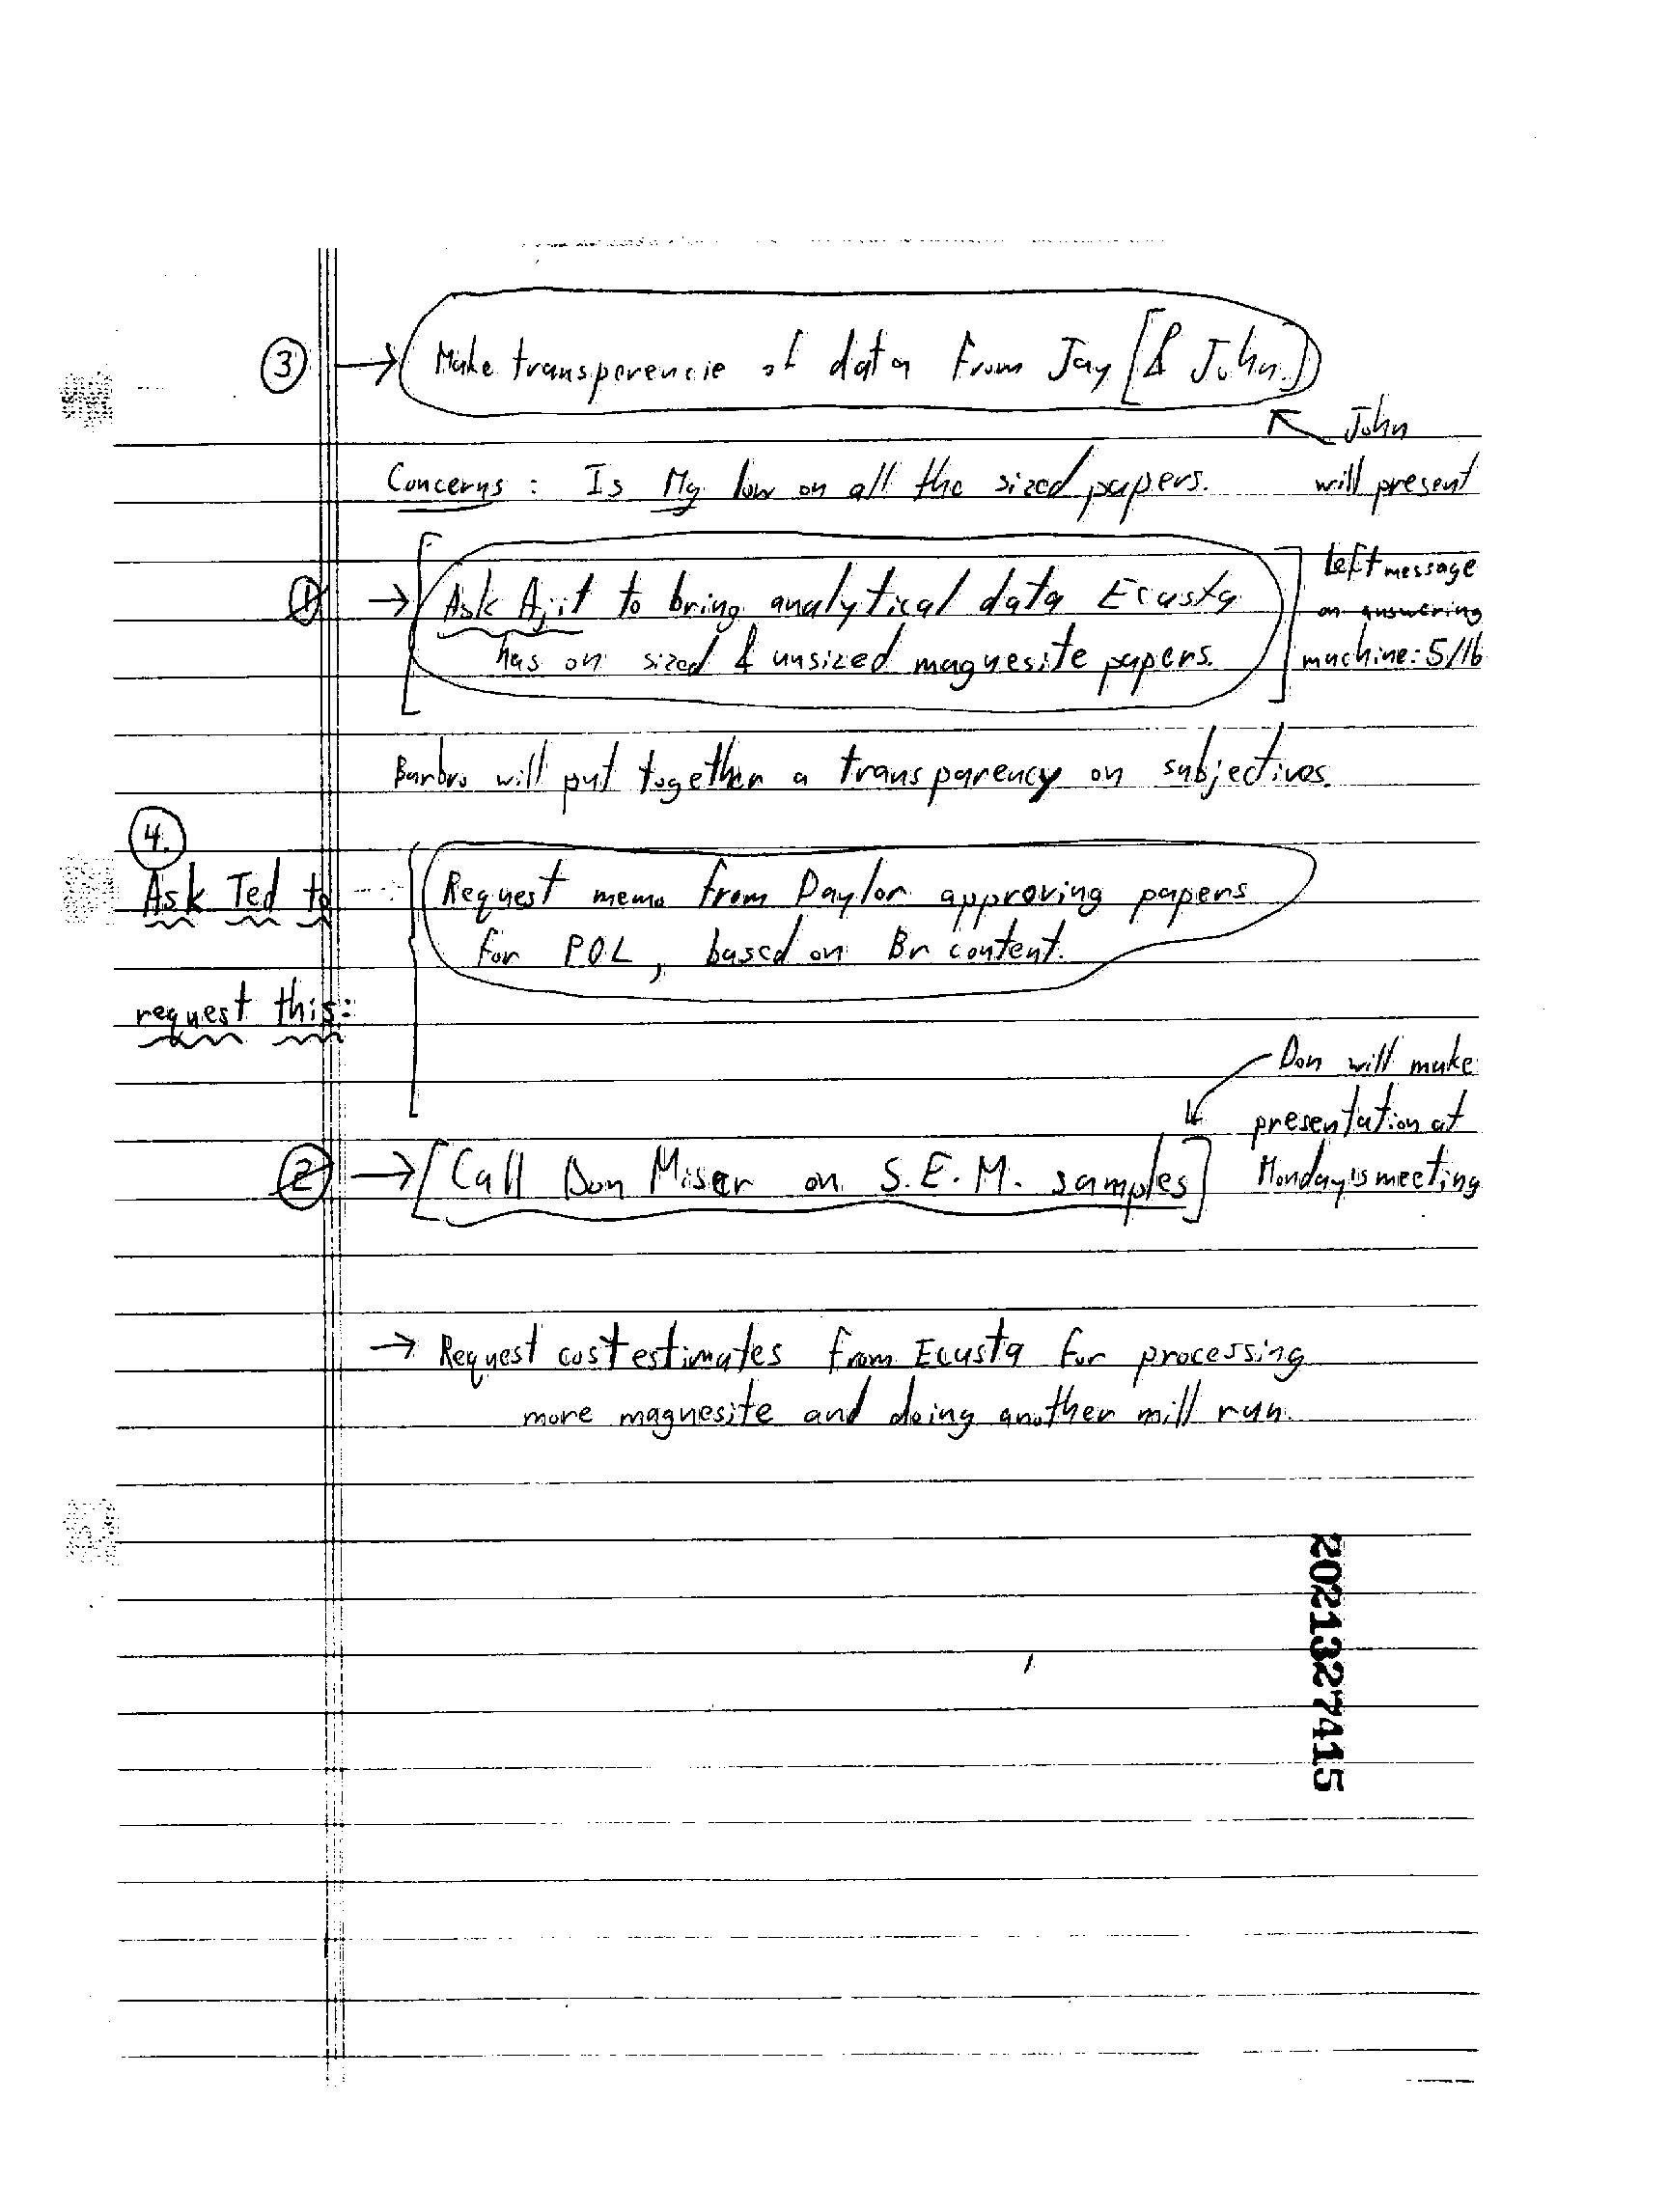 ③ → Make transparencie of data from Jay [& John.]
John
Concerns : Is Mg low on all the sized papers. will present
① → [Ask Ajit to bring analytical data Ecusta
has on sized & unsized magnesite papers.]
Left message
on answering
machine: 5/16
Barbro will put together a transparency on subjectives.
4.
Ask Ted to
request this:
Request memo from Daylor approving papers
for POL, based on Br content.
Don will make
presentation at
Monday's meeting
② → [Call Don Miser on S.E.M. samples]
→ Request cost estimates from Ecusta for processing
more magnesite and doing another mill run.
2021327415